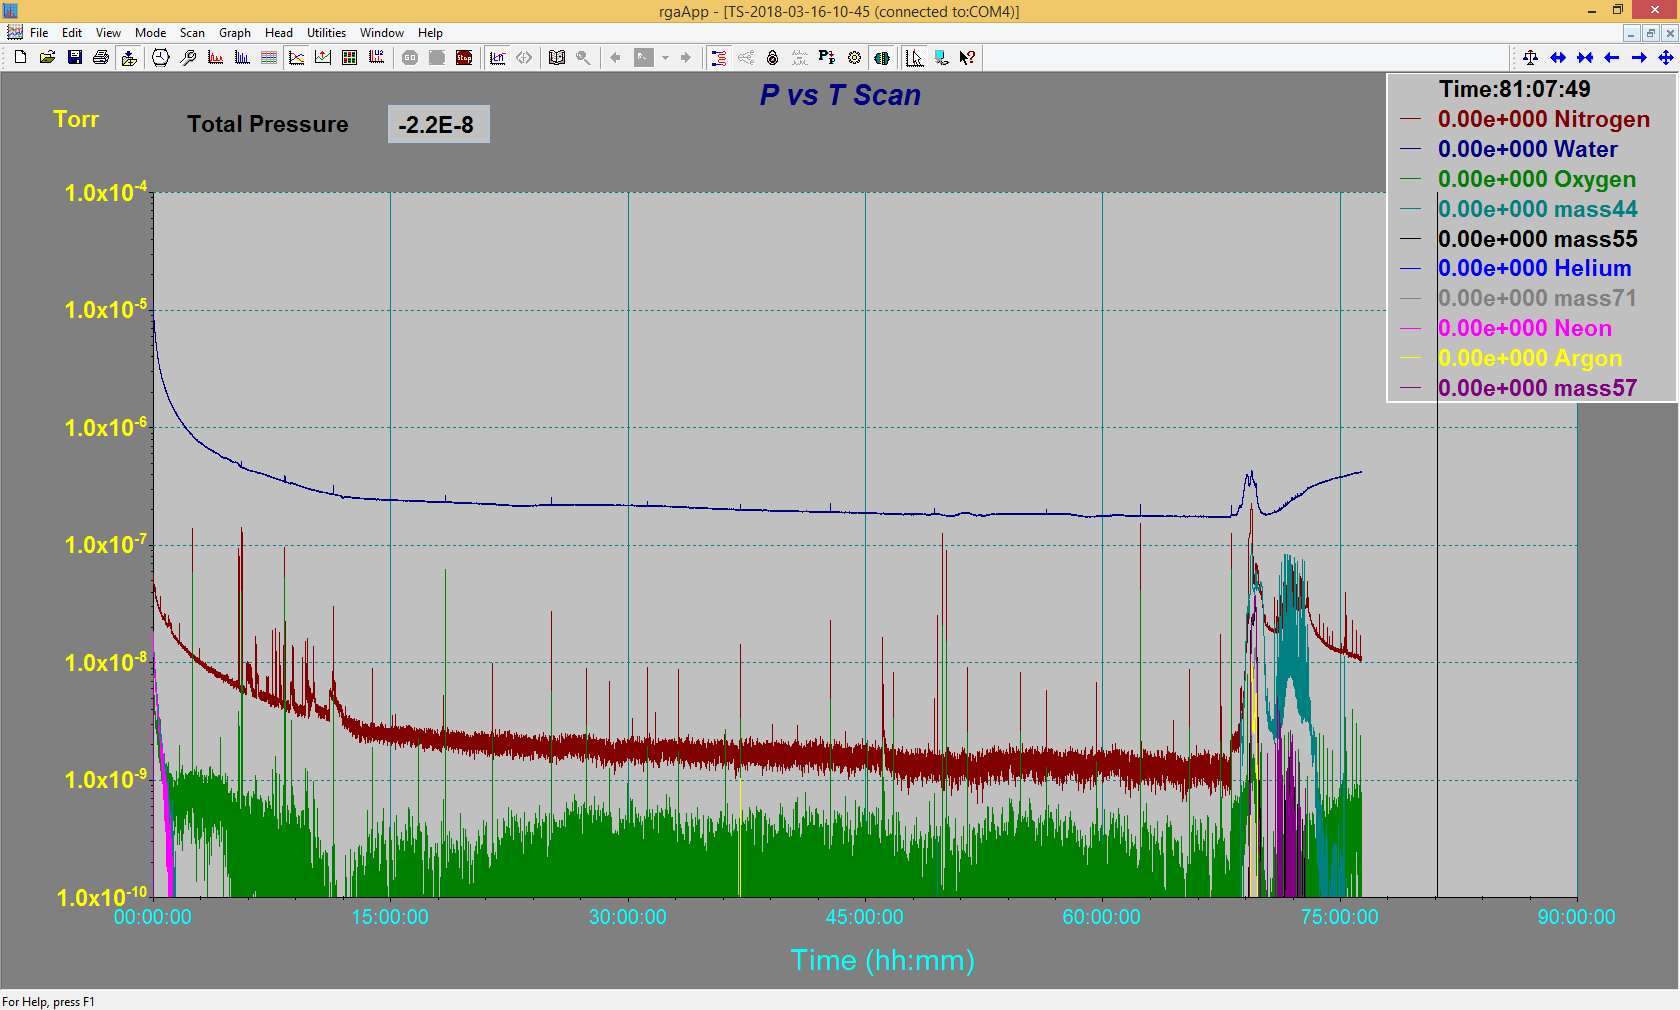 rgaApp - [TS-2018-03-16-10-45 (connected to:COM4)]
File Edit View Mode Scan Graph Head Utilities Window Help
GO Stop
P vs T Scan
Torr
Total Pressure -2.2E-8
Time:81:07:49
0.00e+000 Nitrogen
0.00e+000 Water
0.00e+000 Oxygen
0.00e+000 mass44
0.00e+000 mass55
0.00e+000 Helium
0.00e+000 mass71
0.00e+000 Neon
0.00e+000 Argon
0.00e+000 mass57
1.0x10-4
1.0x10-5
1.0x10-6
1.0x10-7
1.0x10-8
1.0x10-9
1.0x10-10
00:00:00 15:00:00 30:00:00 45:00:00 60:00:00 75:00:00 90:00:00
Time (hh:mm)
For Help, press F1